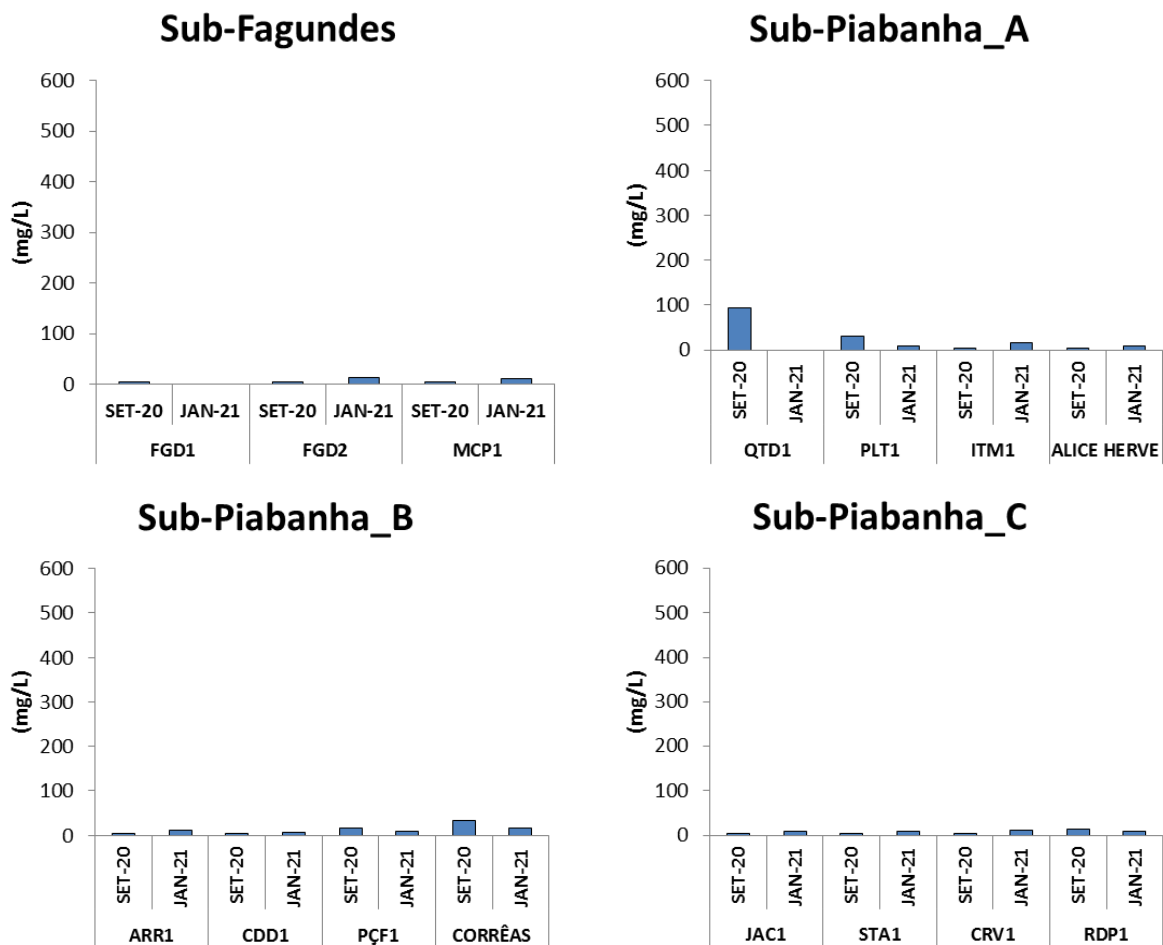 Sub-Fagundes
(mg/L)
600
500
400
300
200
100
0
SET-20 JAN-21 SET-20 JAN-21 SET-20 JAN-21
FGD1 FGD2 MCP1
Sub-Piabanha_A
(mg/L)
600
500
400
300
200
100
0
SET-20 JAN-21 SET-20 JAN-21 SET-20 JAN-21 SET-20 JAN-21
QTD1 PLT1 ITM1 ALICE HERVE
Sub-Piabanha_B
(mg/L)
600
500
400
300
200
100
0
SET-20 JAN-21 SET-20 JAN-21 SET-20 JAN-21 SET-20 JAN-21
ARR1 CDD1 PÇF1 CORRÊAS
Sub-Piabanha_C
(mg/L)
600
500
400
300
200
100
0
SET-20 JAN-21 SET-20 JAN-21 SET-20 JAN-21 SET-20 JAN-21
JAC1 STA1 CRV1 RDP1